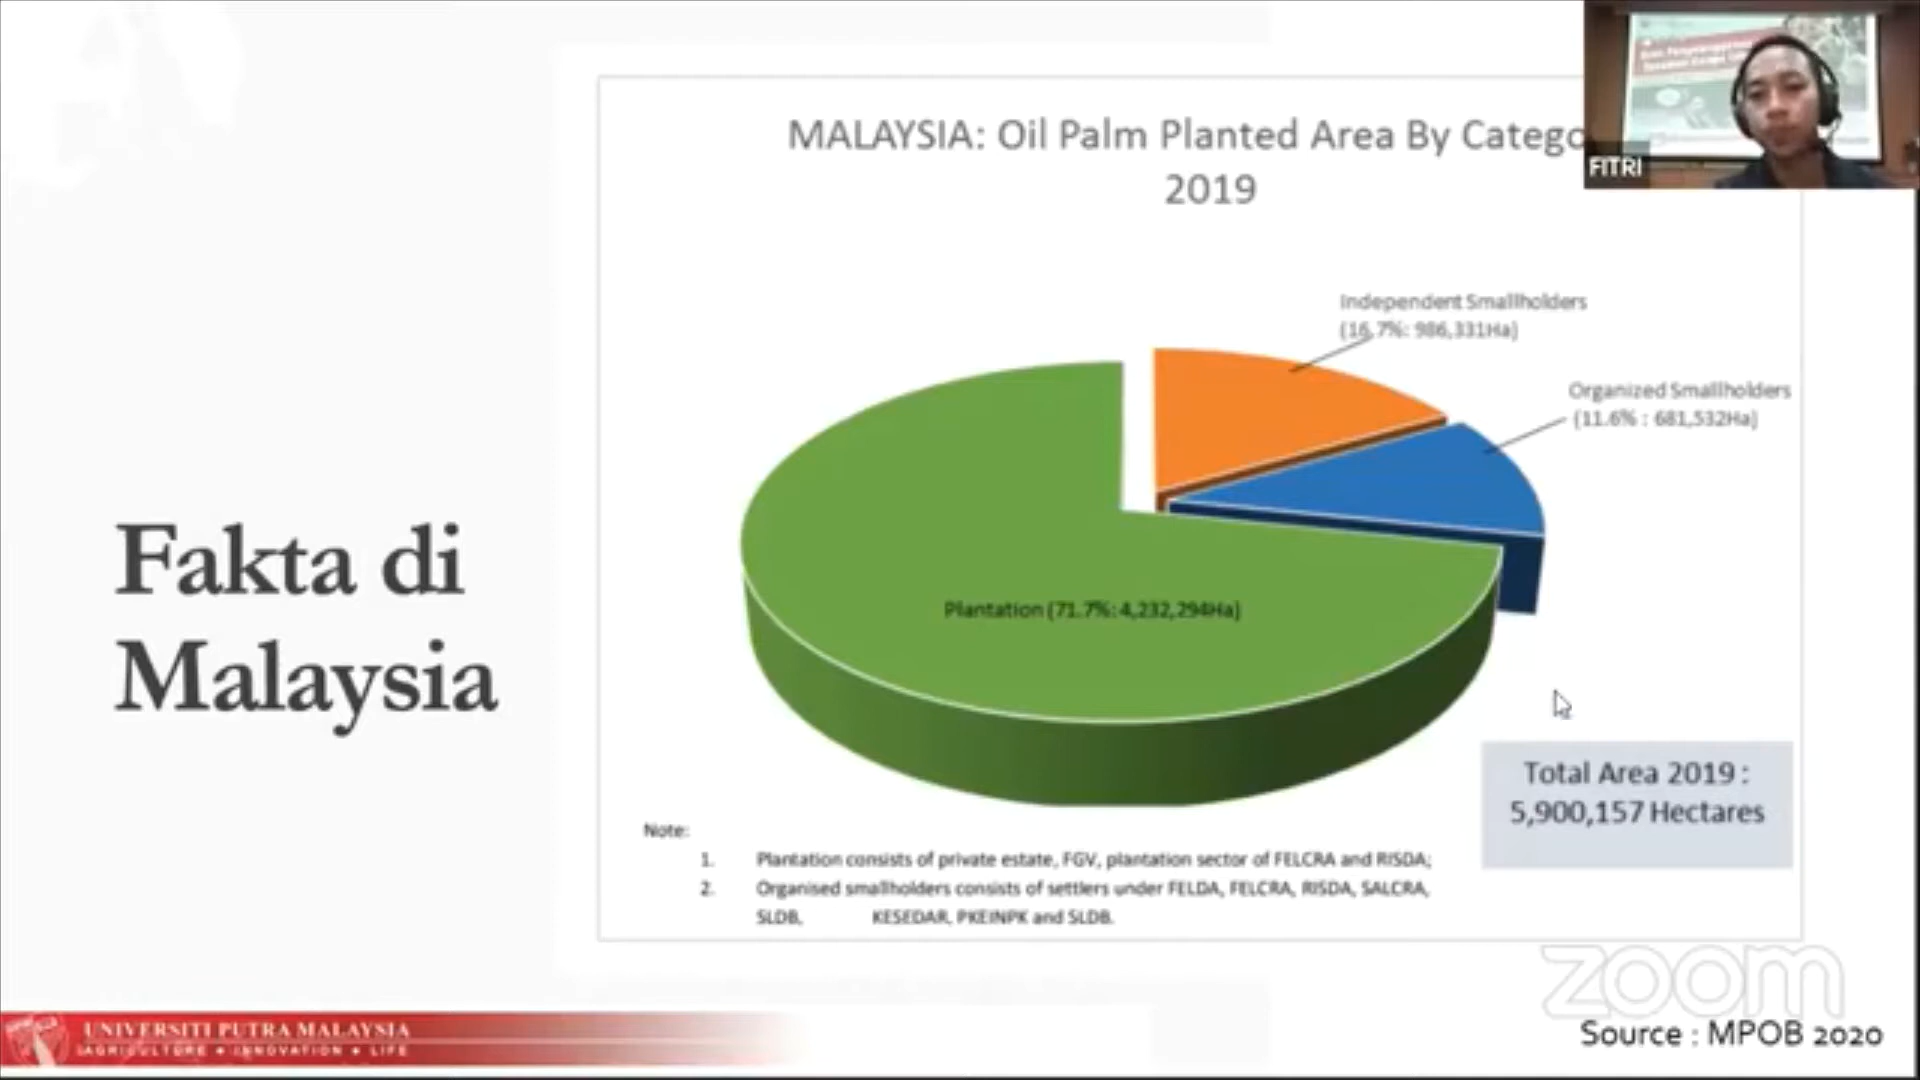 MALAYSIA: Oil Palm Planted Area By Catego
2019
FITRI
Independent Smallholders
(16.7%: 986,331Ha)
Organized Smallholders
(11.6% : 681,532Ha)
Plantation (71.7%: 4,232,294Ha)
Fakta di
Malaysia
Total Area 2019 :
5,900,157 Hectares
Note:
1. Plantation consists of private estate, FGV, plantation sector of FELCRA and RISDA;
2. Organised smallholders consists of settlers under FELDA, FELCRA, RISDA, SALCRA,
SLDB, KESEDAR, PKEINPK and SLDB.
zoom
UNIVERSITI PUTRA MALAYSIA
AGRICULTURE • INNOVATION • LIFE
Source : MPOB 2020